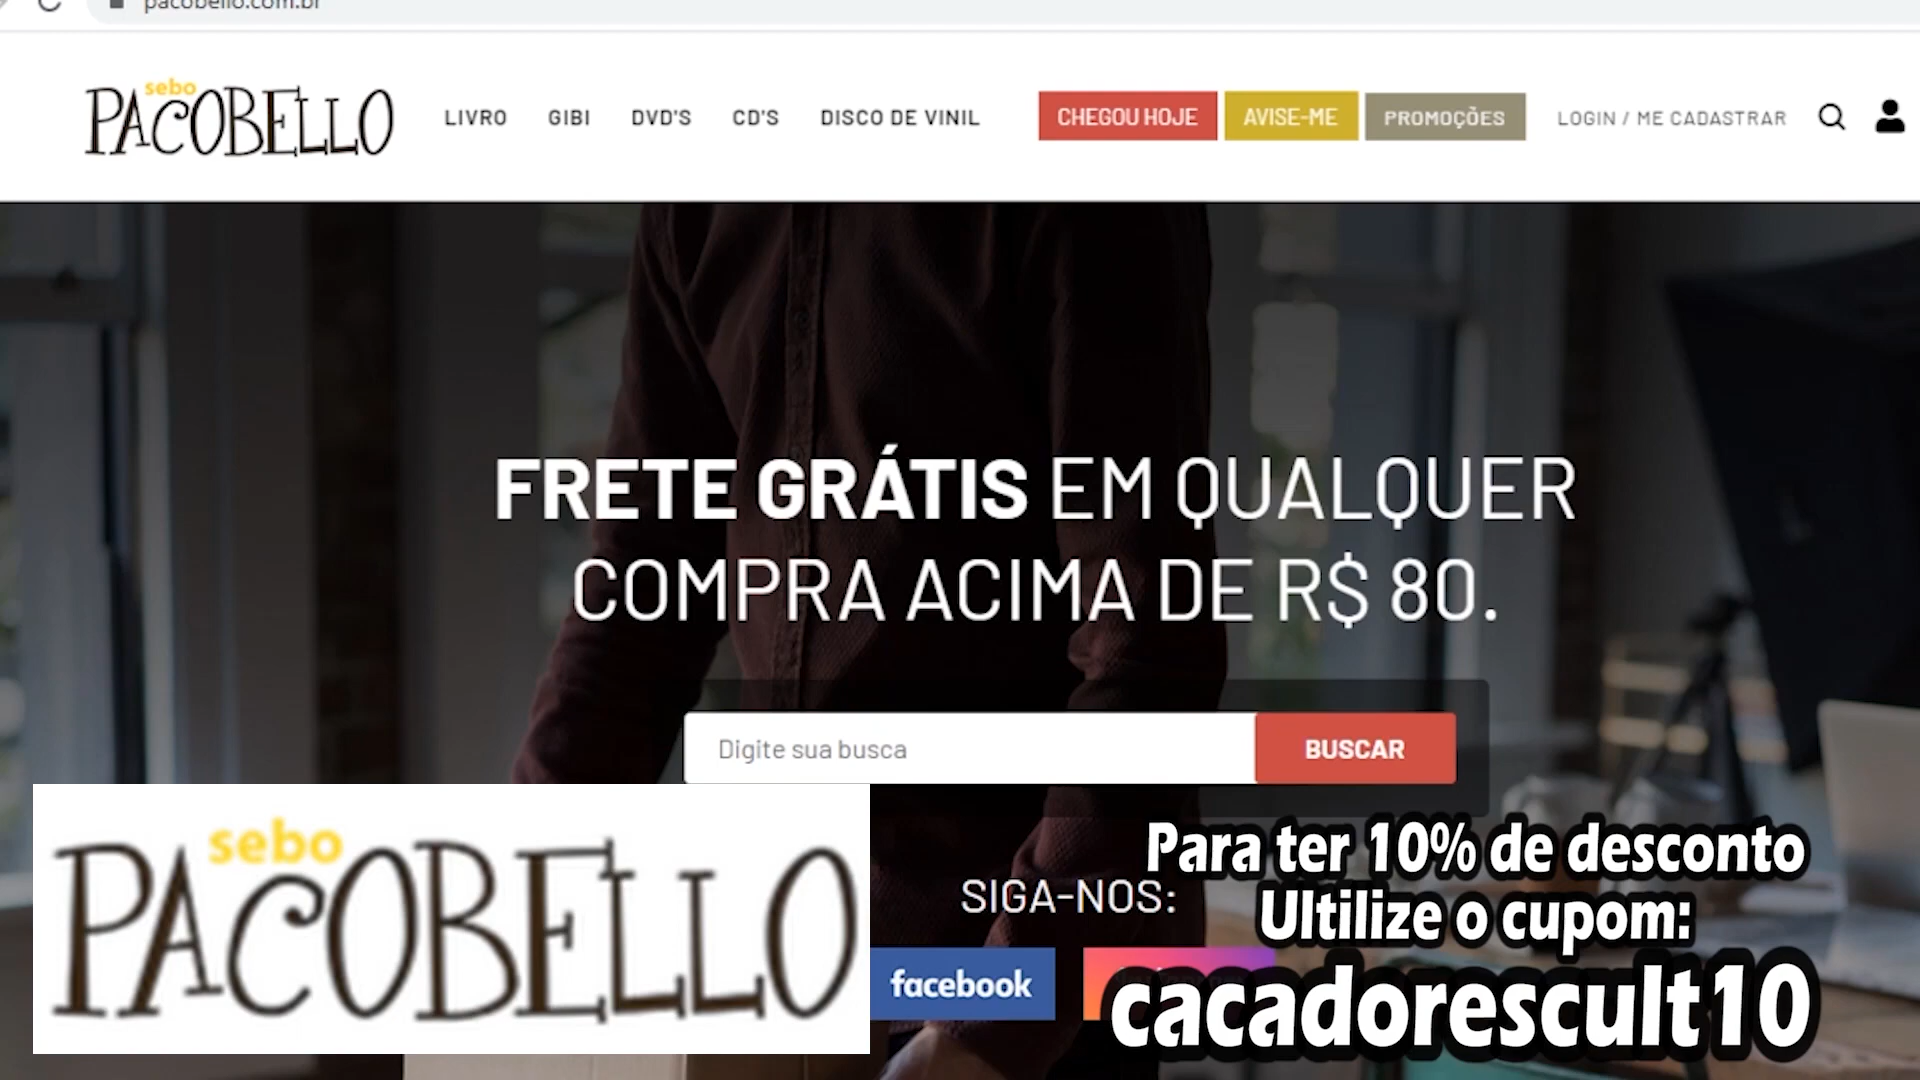 pacobello.com.br
sebo
PACOBELLO
LIVRO
GIBI
DVD'S
CD'S
DISCO DE VINIL
CHEGOU HOJE
AVISE-ME
PROMOÇÕES
LOGIN / ME CADASTRAR
FRETE GRÁTIS EM QUALQUER
COMPRA ACIMA DE R$ 80.
Digite sua busca
BUSCAR
sebo
PACOBELLO
SIGA-NOS:
facebook
Para ter 10% de desconto
Ultilize o cupom:
cacadorescult10